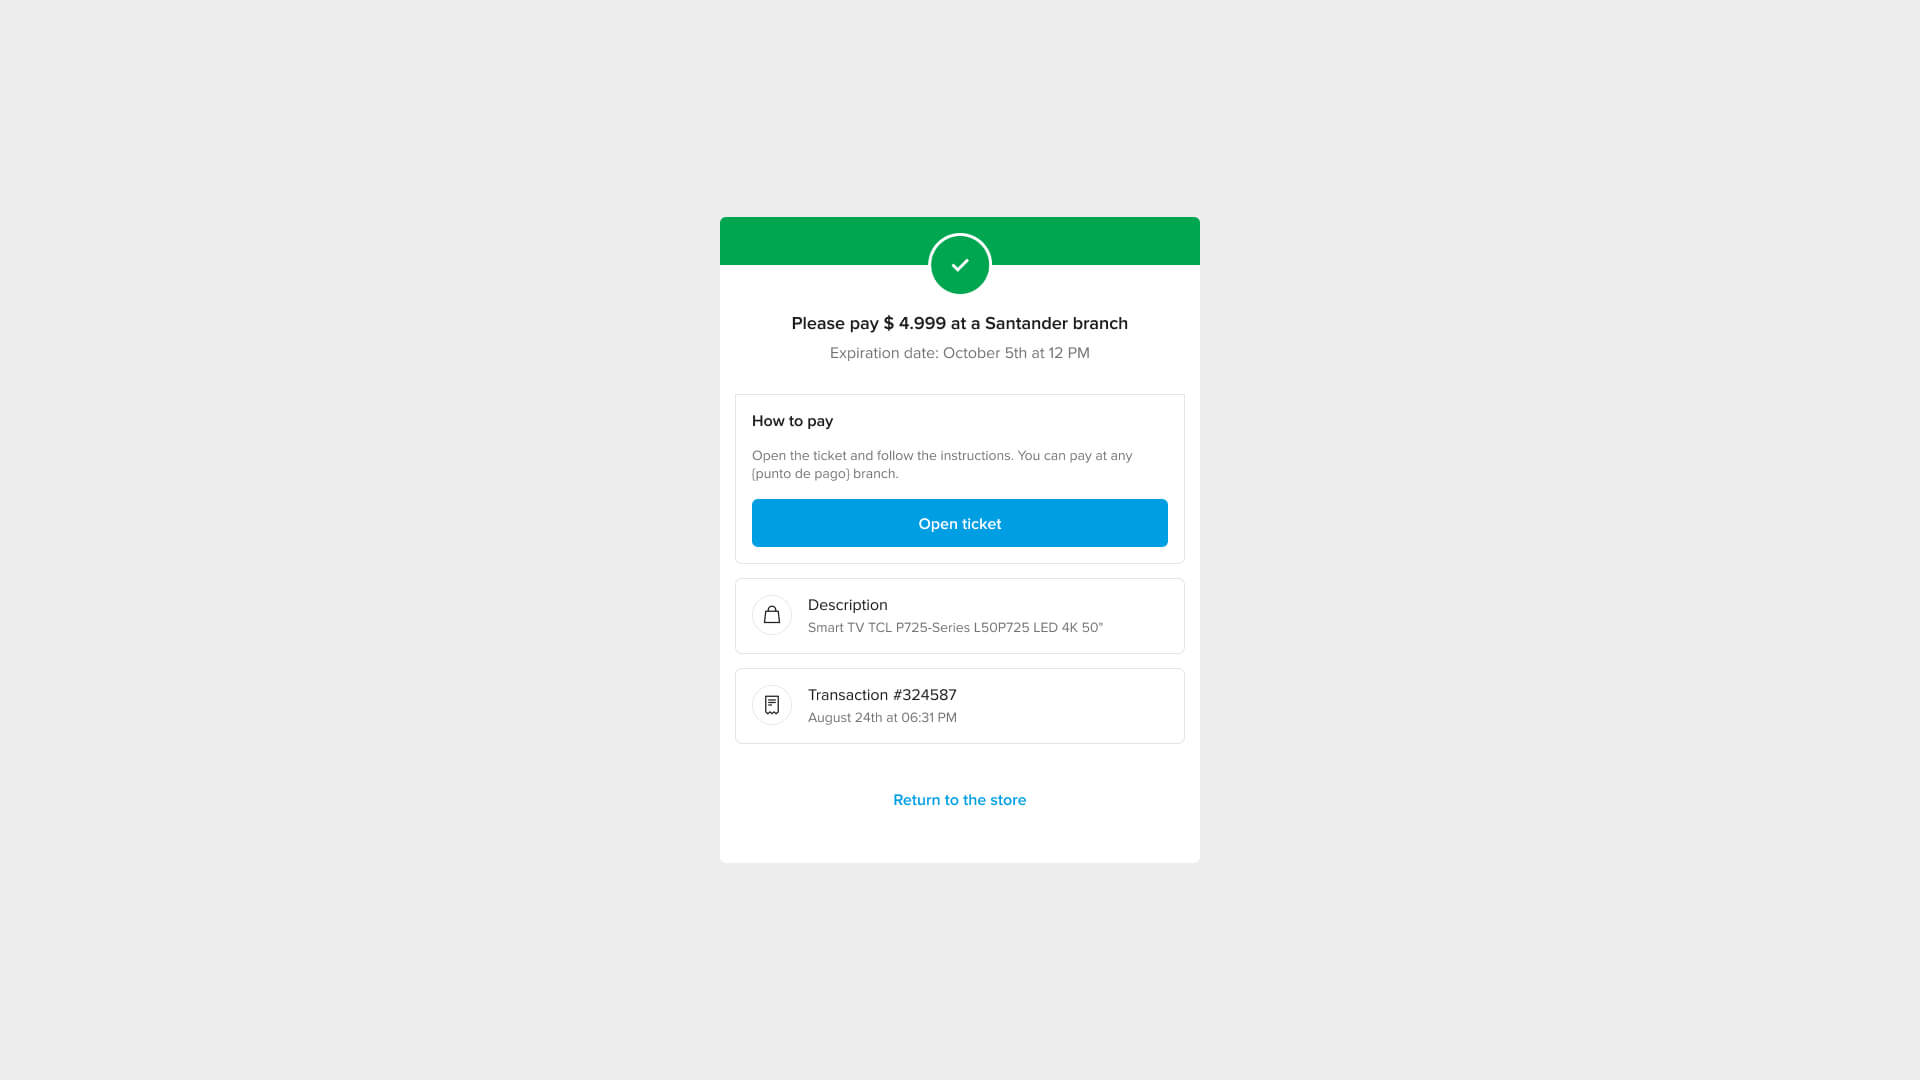 Please pay $ 4.999 at a Santander branch
Expiration date: October 5th at 12 PM
How to pay
Open the ticket and follow the instructions. You can pay at any
{punto de pago} branch.
Open ticket
Description
Smart TV TCL P725-Series L50P725 LED 4K 50"
Transaction #324587
August 24th at 06:31 PM
Return to the store